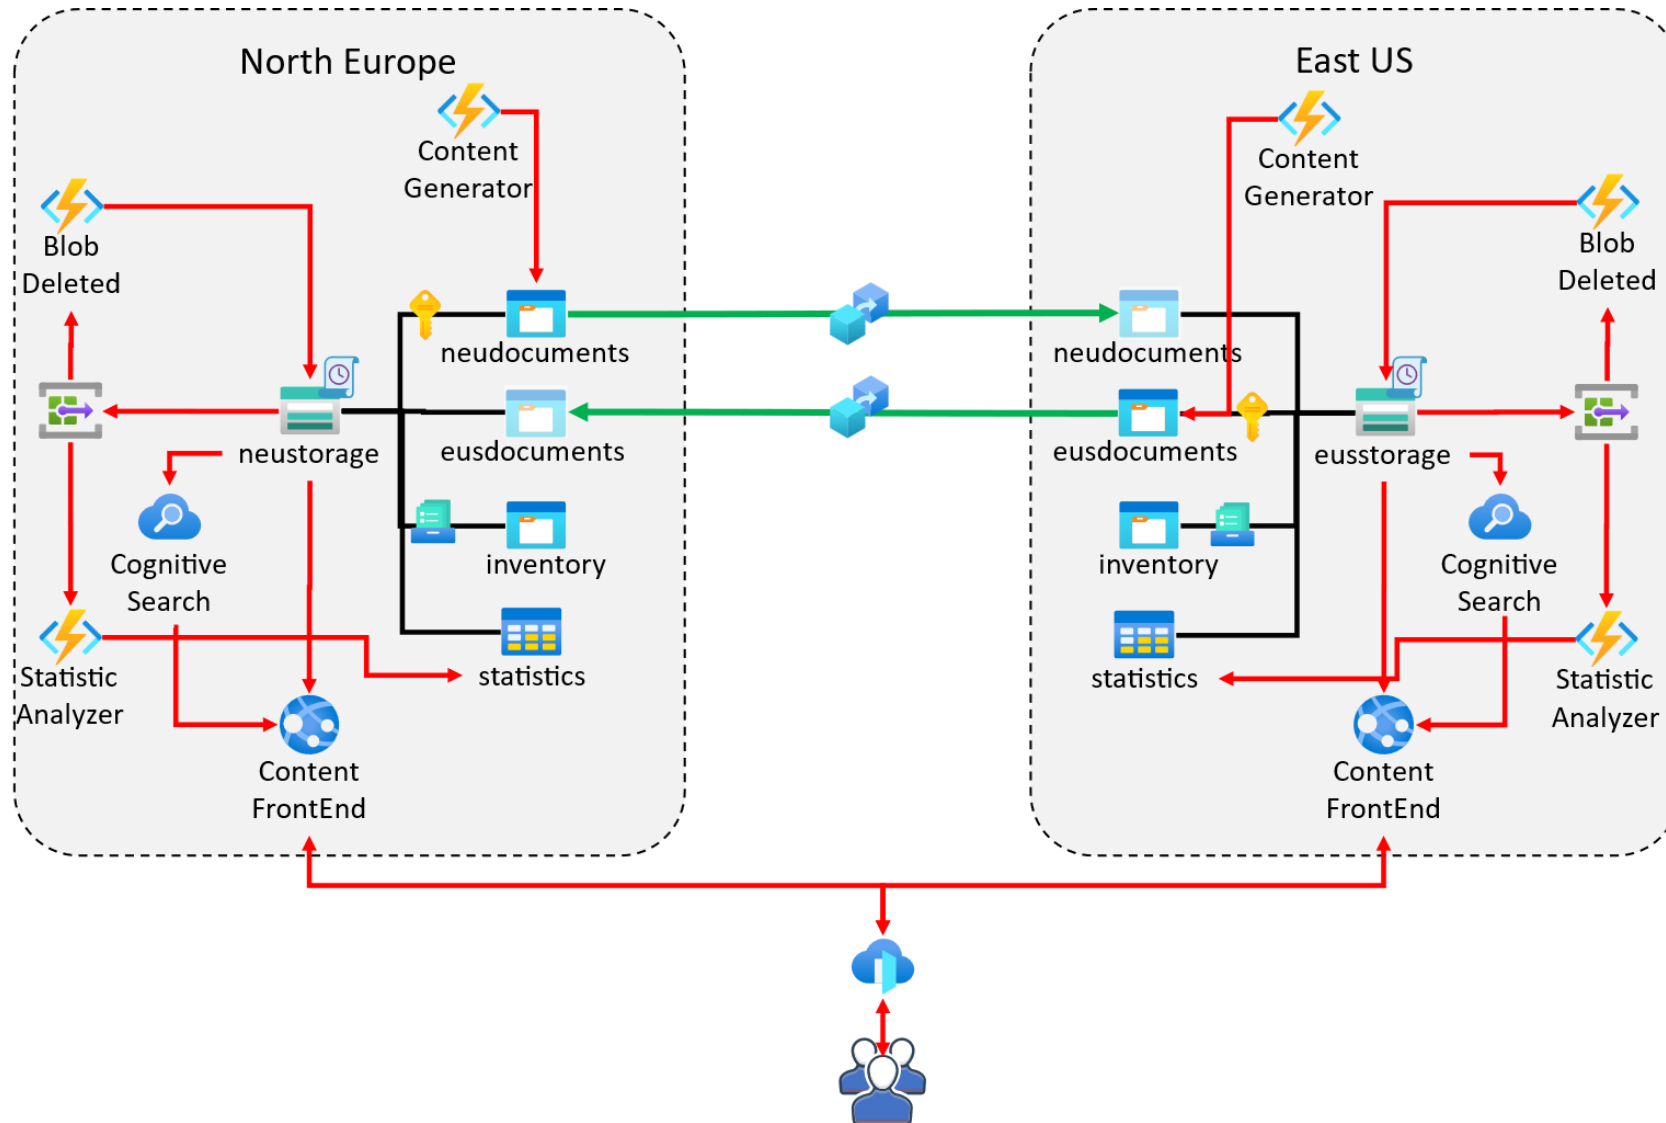 North Europe
Content
Generator
Blob
Deleted
neudocuments
eusdocuments
neustorage
Cognitive
Search
inventory
statistics
Statistic
Analyzer
Content
FrontEnd
East US
Content
Generator
Blob
Deleted
neudocuments
eusdocuments
eusstorage
Cognitive
Search
inventory
statistics
Statistic
Analyzer
Content
FrontEnd